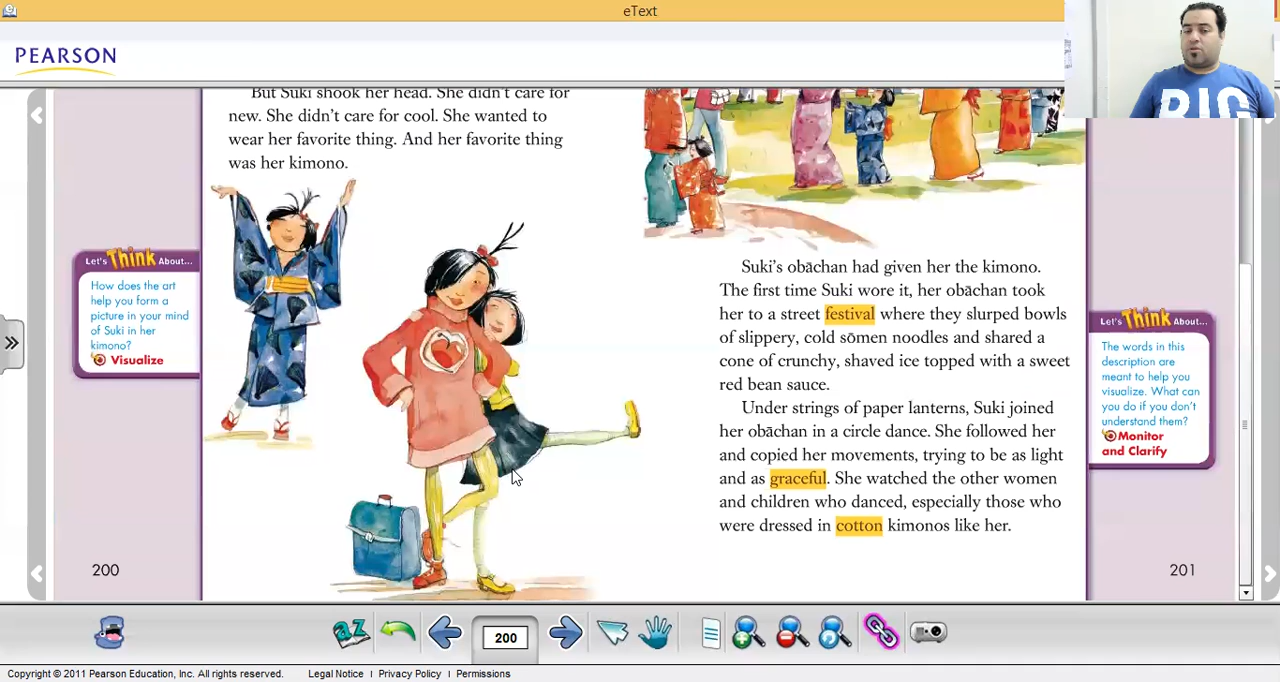 eText
PEARSON
But Suki shook her head. She didn't care for
new. She didn't care for cool. She wanted to
wear her favorite thing. And her favorite thing
was her kimono.
Let's Think About...
How does the art
help you form a
picture in your mind
of Suki in her
kimono?
Visualize
200
Suki's obāchan had given her the kimono.
The first time Suki wore it, her obāchan took
her to a street festival where they slurped bowls
of slippery, cold sōmen noodles and shared a
cone of crunchy, shaved ice topped with a sweet
red bean sauce.
Under strings of paper lanterns, Suki joined
her obāchan in a circle dance. She followed her
and copied her movements, trying to be as light
and as graceful. She watched the other women
and children who danced, especially those who
were dressed in cotton kimonos like her.
Let's Think About...
The words in this
description are
meant to help you
visualize. What can
you do if you don't
understand them?
Monitor
and Clarify
201
BIG
az
200
Copyright © 2011 Pearson Education, Inc. All rights reserved. Legal Notice | Privacy Policy | Permissions